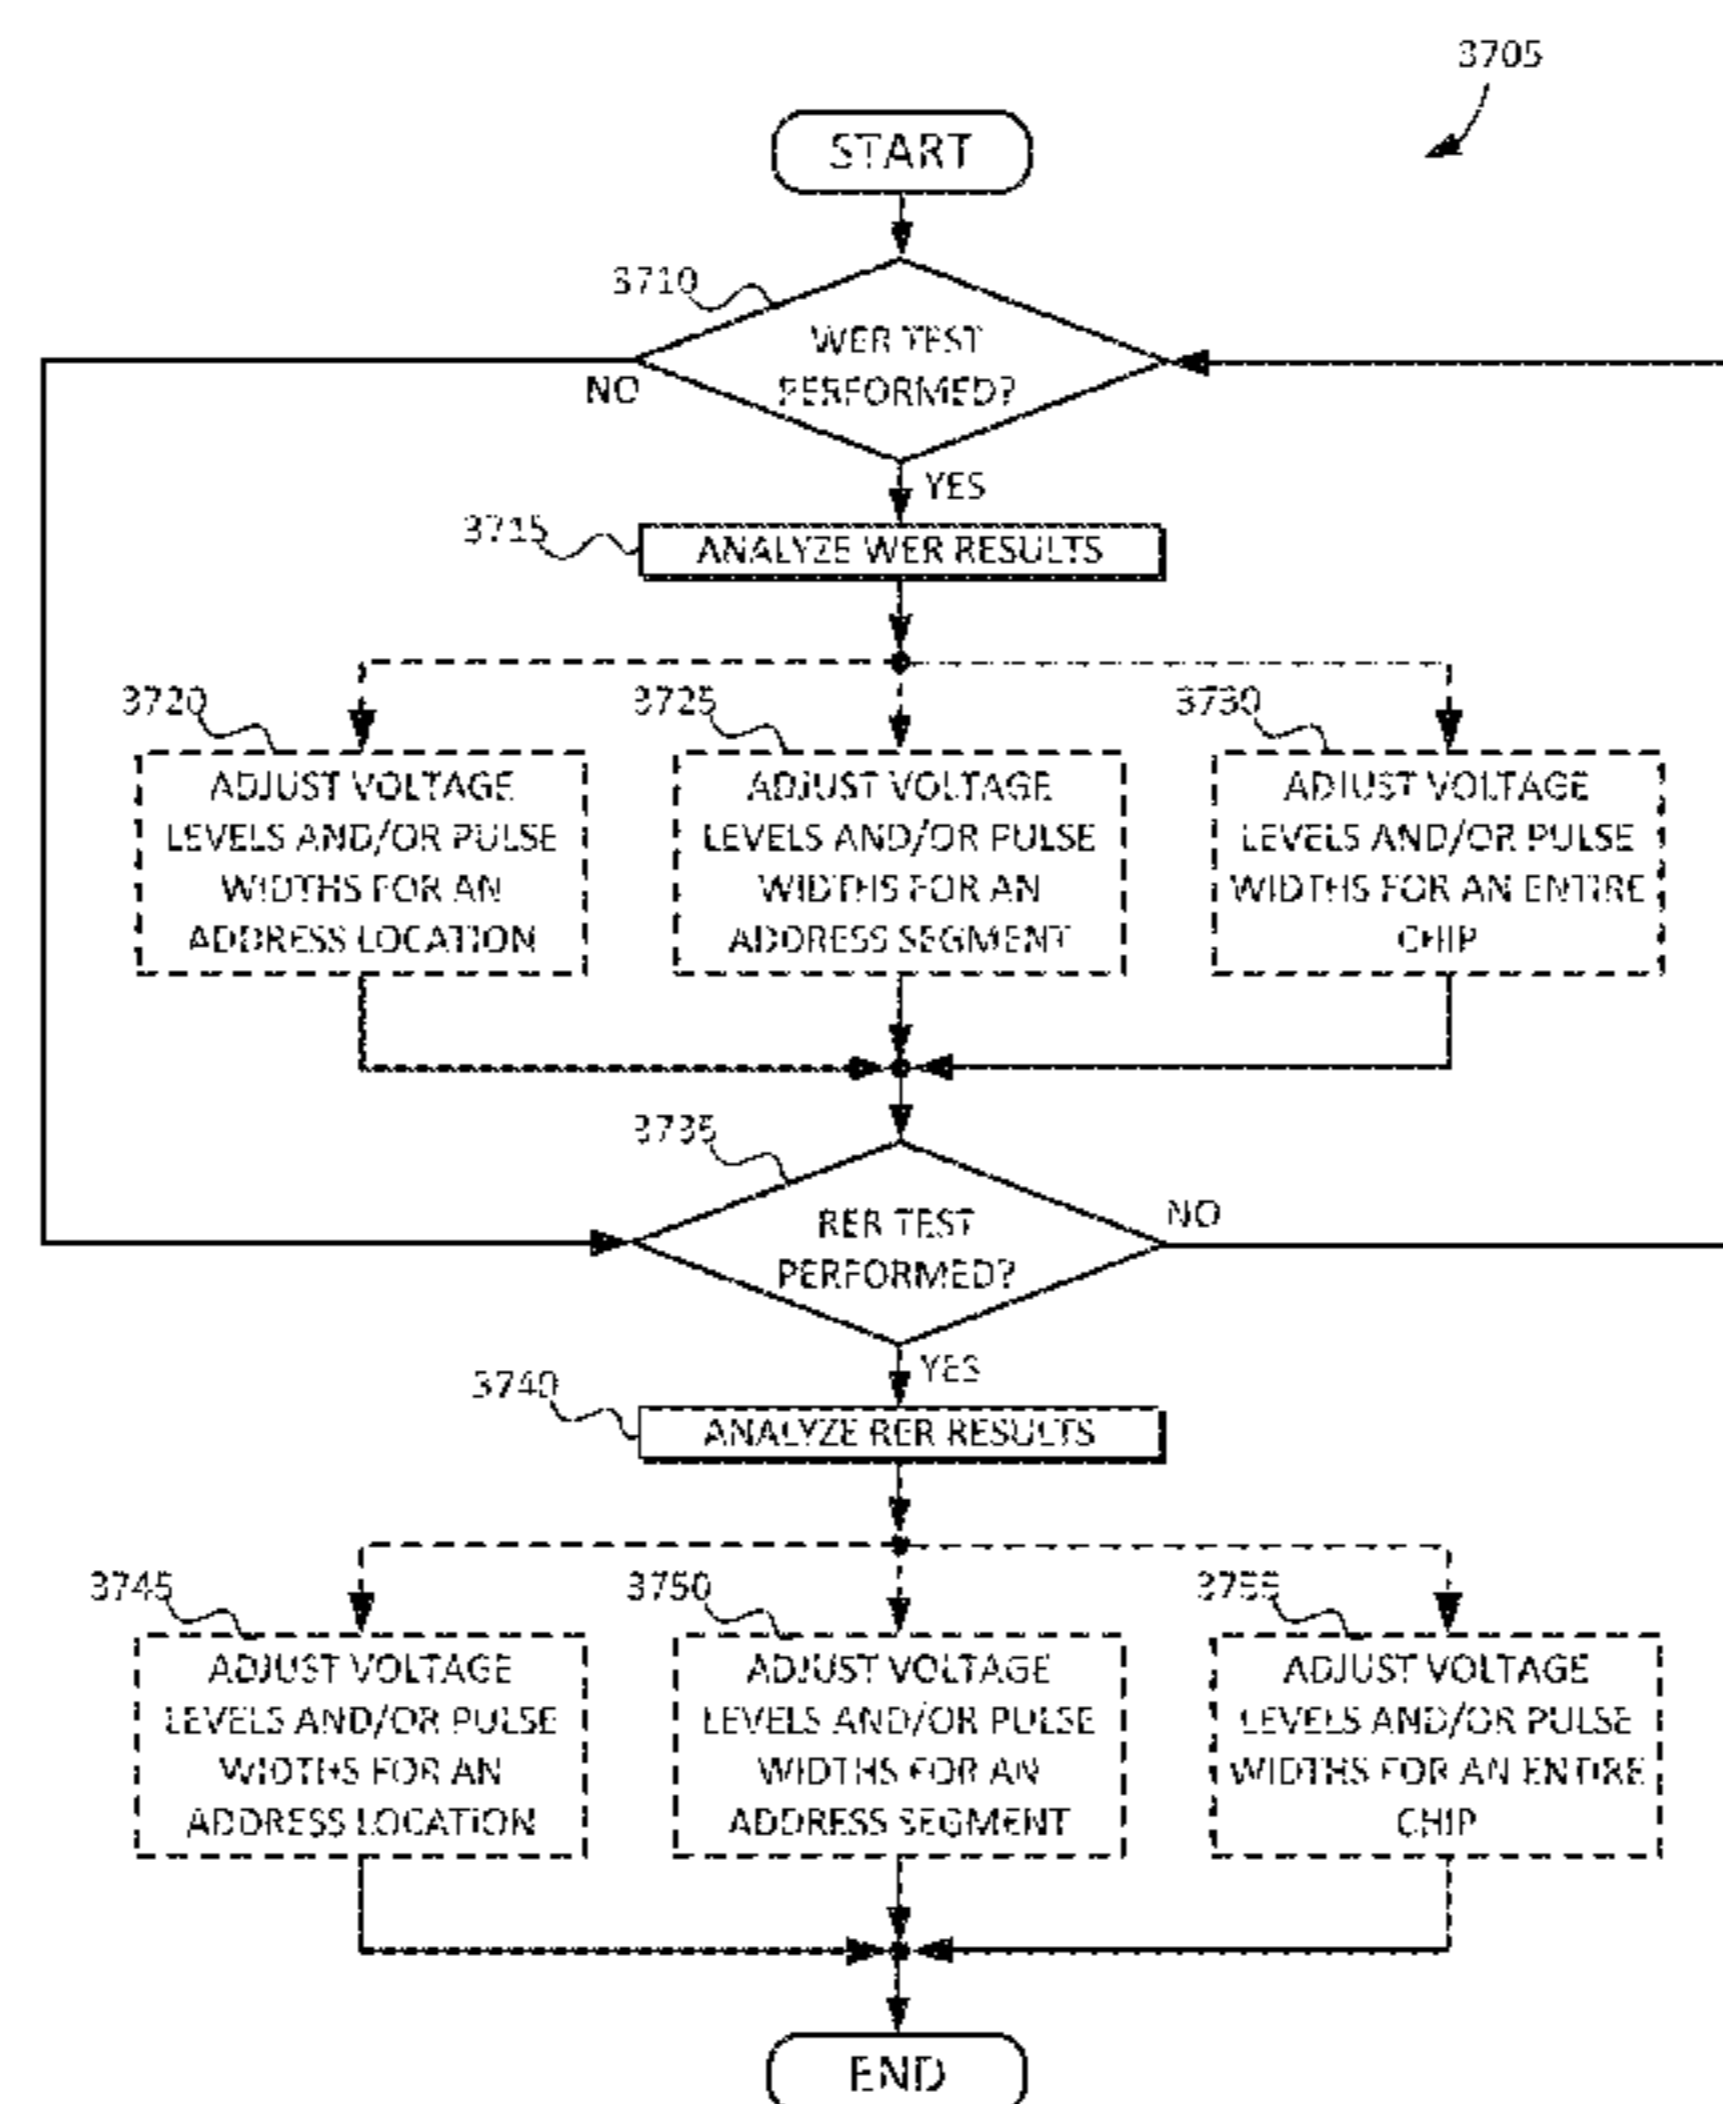 3705
START
3710
WER TEST
PERFORMED?
NO
YES
3715
ANALYZE WER RESULTS
3720
ADJUST VOLTAGE
LEVELS AND/OR PULSE
WIDTHS FOR AN
ADDRESS LOCATION
3725
ADJUST VOLTAGE
LEVELS AND/OR PULSE
WIDTHS FOR AN
ADDRESS SEGMENT
3730
ADJUST VOLTAGE
LEVELS AND/OR PULSE
WIDTHS FOR AN ENTIRE
CHIP
3735
RER TEST
PERFORMED?
NO
YES
3740
ANALYZE RER RESULTS
3745
ADJUST VOLTAGE
LEVELS AND/OR PULSE
WIDTHS FOR AN
ADDRESS LOCATION
3750
ADJUST VOLTAGE
LEVELS AND/OR PULSE
WIDTHS FOR AN
ADDRESS SEGMENT
3755
ADJUST VOLTAGE
LEVELS AND/OR PULSE
WIDTHS FOR AN ENTIRE
CHIP
END